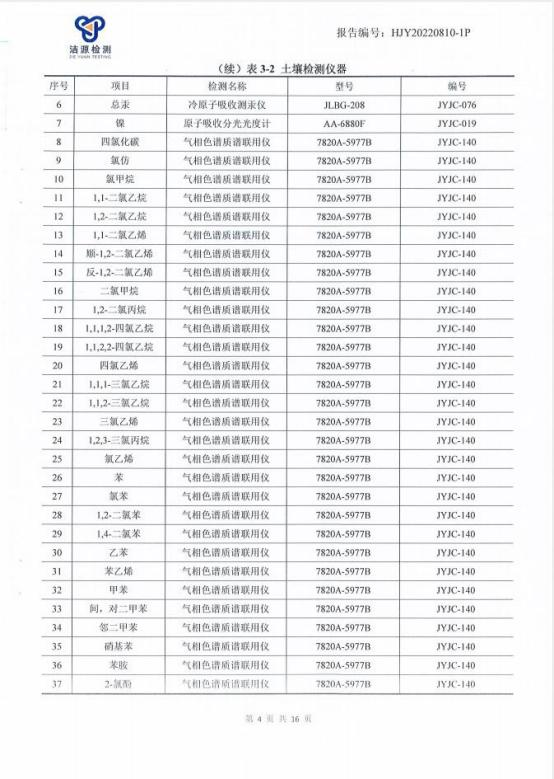 洁源检测
JIE YUAN TESTING
报告编号：HJY20220810-1P
（续）表 3-2 土壤检测仪器
序号 项目 检测名称 型号 编号
6 总汞 冷原子吸收测汞仪 JLBG-208 JYJC-076
7 镍 原子吸收分光光度计 AA-6880F JYJC-019
8 四氯化碳 气相色谱质谱联用仪 7820A-5977B JYJC-140
9 氯仿 气相色谱质谱联用仪 7820A-5977B JYJC-140
10 氯甲烷 气相色谱质谱联用仪 7820A-5977B JYJC-140
11 1,1-二氯乙烷 气相色谱质谱联用仪 7820A-5977B JYJC-140
12 1,2-二氯乙烷 气相色谱质谱联用仪 7820A-5977B JYJC-140
13 1,1-二氯乙烯 气相色谱质谱联用仪 7820A-5977B JYJC-140
14 顺-1,2-二氯乙烯 气相色谱质谱联用仪 7820A-5977B JYJC-140
15 反-1,2-二氯乙烯 气相色谱质谱联用仪 7820A-5977B JYJC-140
16 二氯甲烷 气相色谱质谱联用仪 7820A-5977B JYJC-140
17 1,2-二氯丙烷 气相色谱质谱联用仪 7820A-5977B JYJC-140
18 1,1,1,2-四氯乙烷 气相色谱质谱联用仪 7820A-5977B JYJC-140
19 1,1,2,2-四氯乙烷 气相色谱质谱联用仪 7820A-5977B JYJC-140
20 四氯乙烯 气相色谱质谱联用仪 7820A-5977B JYJC-140
21 1,1,1-三氯乙烷 气相色谱质谱联用仪 7820A-5977B JYJC-140
22 1,1,2-三氯乙烷 气相色谱质谱联用仪 7820A-5977B JYJC-140
23 三氯乙烯 气相色谱质谱联用仪 7820A-5977B JYJC-140
24 1,2,3-三氯丙烷 气相色谱质谱联用仪 7820A-5977B JYJC-140
25 氯乙烯 气相色谱质谱联用仪 7820A-5977B JYJC-140
26 苯 气相色谱质谱联用仪 7820A-5977B JYJC-140
27 氯苯 气相色谱质谱联用仪 7820A-5977B JYJC-140
28 1,2-二氯苯 气相色谱质谱联用仪 7820A-5977B JYJC-140
29 1,4-二氯苯 气相色谱质谱联用仪 7820A-5977B JYJC-140
30 乙苯 气相色谱质谱联用仪 7820A-5977B JYJC-140
31 苯乙烯 气相色谱质谱联用仪 7820A-5977B JYJC-140
32 甲苯 气相色谱质谱联用仪 7820A-5977B JYJC-140
33 间，对二甲苯 气相色谱质谱联用仪 7820A-5977B JYJC-140
34 邻二甲苯 气相色谱质谱联用仪 7820A-5977B JYJC-140
35 硝基苯 气相色谱质谱联用仪 7820A-5977B JYJC-140
36 苯胺 气相色谱质谱联用仪 7820A-5977B JYJC-140
37 2-氯酚 气相色谱质谱联用仪 7820A-5977B JYJC-140
第 4 页 共 16 页